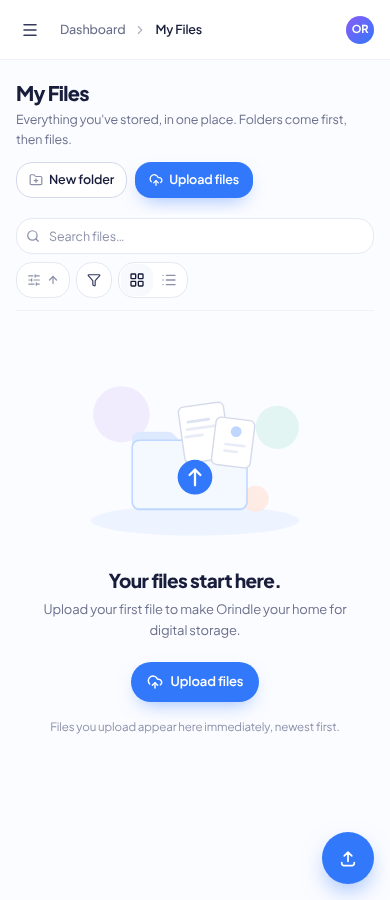 Dashboard > My Files
OR
My Files
Everything you've stored, in one place. Folders come first,
then files.
New folder
Upload files
Search files...
Your files start here.
Upload your first file to make Orindle your home for
digital storage.
Upload files
Files you upload appear here immediately, newest first.